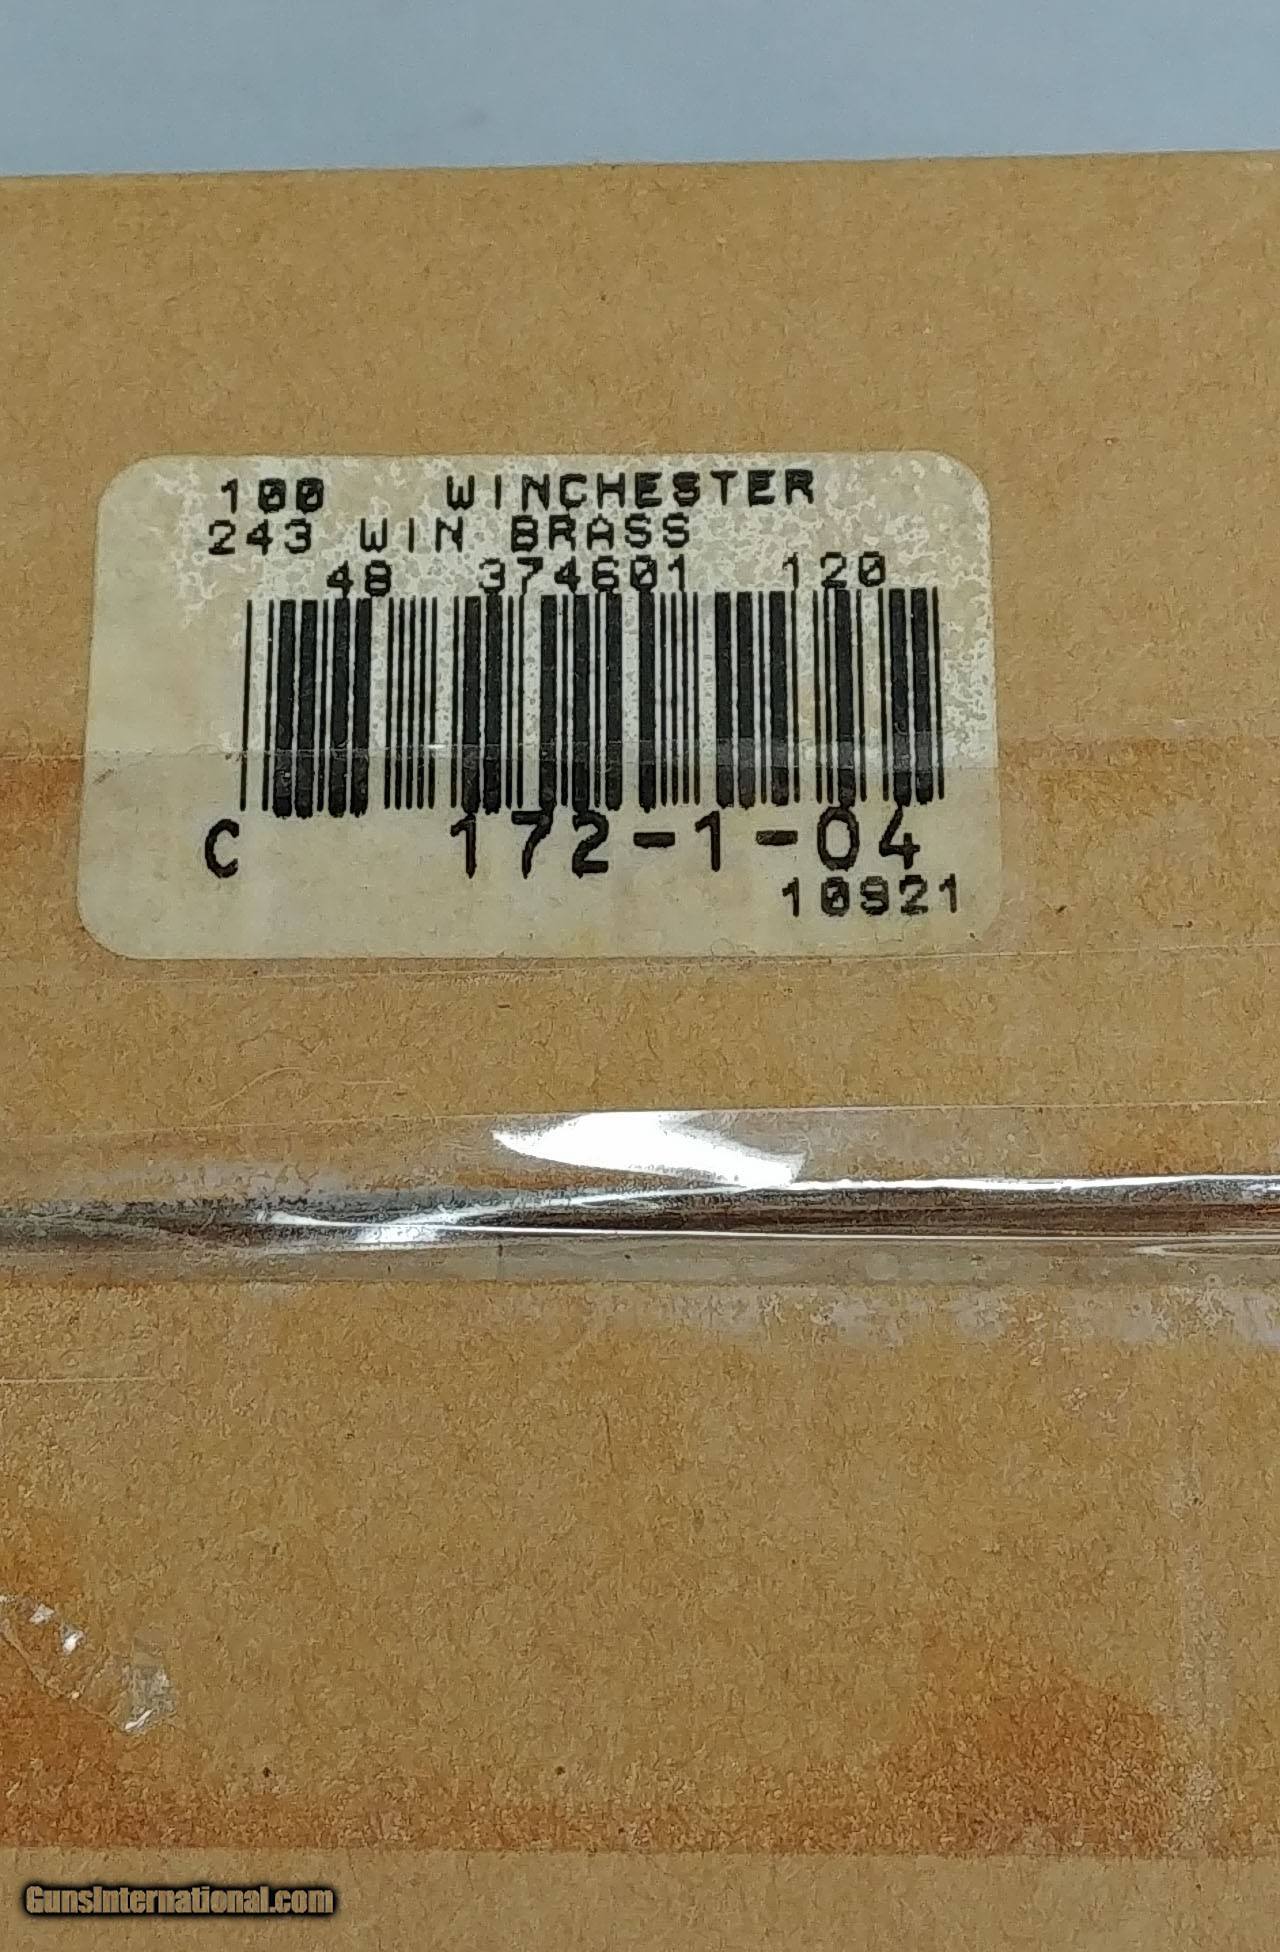 100 WINCHESTER
243 WIN BRASS
48 374601 120
C 172-1-04
10921
GunsInternational.com